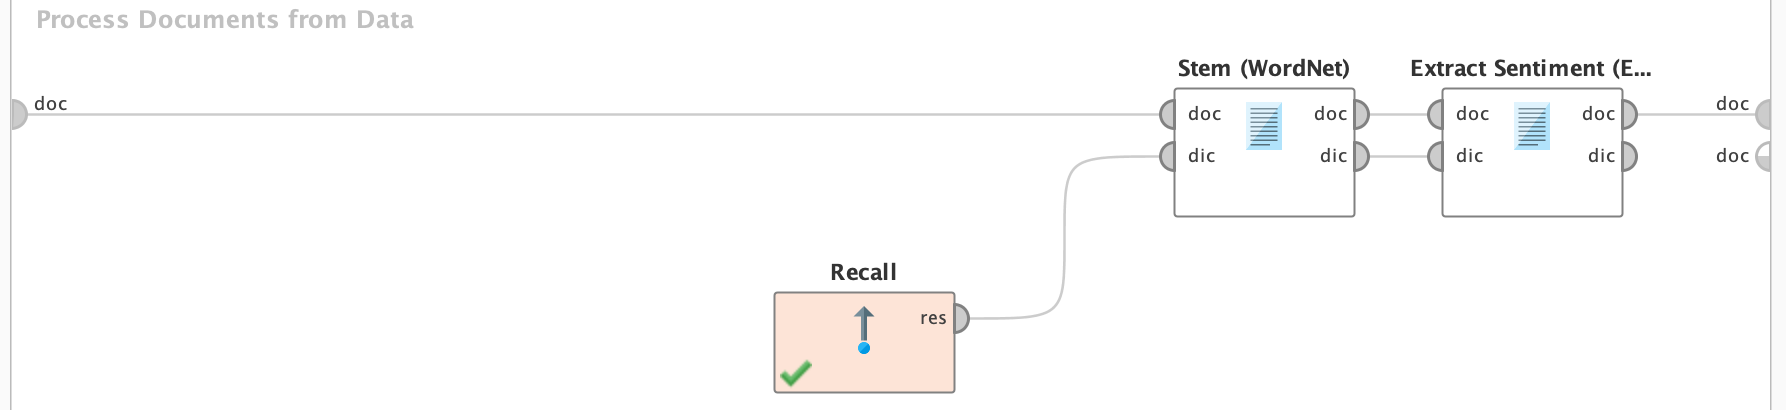 Process Documents from Data
Stem (WordNet)
Extract Sentiment (E...
doc
doc
doc
doc
doc
doc
dic
dic
dic
dic
doc
Recall
res